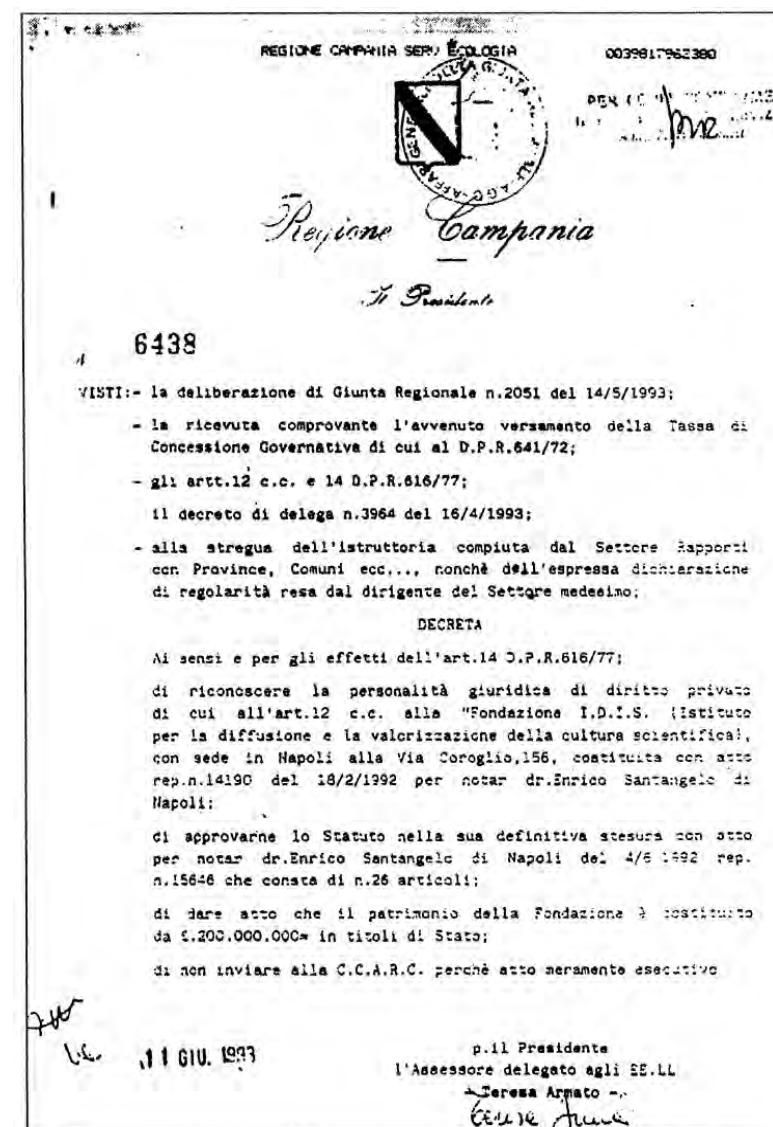 REGIONE CAMPANIA SERV ECOLOGIA 0039817962380
Regione Campania
Il Presidente
6438
VISTI:- la deliberazione di Giunta Regionale n.2051 del 14/5/1993;
- la ricevuta comprovante l'avvenuto versamento della Tassa di
Concessione Governativa di cui al D.P.R.641/72;
- gli artt.12 c.c. e 14 D.P.R.616/77;
il decreto di delega n.3964 del 16/4/1993;
- alla stregua dell'istruttoria compiuta dal Settore Rapporti
con Province, Comuni ecc..., nonchè dell'espressa dichiarazione
di regolarità resa dal dirigente del Settore medesimo;
DECRETA
Ai sensi e per gli effetti dell'art.14 D.P.R.616/77;
di riconoscere la personalità giuridica di diritto privato
di cui all'art.12 c.c. alla "Fondazione I.D.I.S. (Istituto
per la diffusione e la valorizzazione della cultura scientifica),
con sede in Napoli alla Via Coroglio,156, costituita con atto
rep.n.14190 del 18/2/1992 per notar dr.Enrico Santangelo di
Napoli;
di approvarne lo Statuto nella sua definitiva stesura con atto
per notar dr.Enrico Santangelo di Napoli del 4/6 1992 rep.
n.15646 che consta di n.26 articoli;
di dare atto che il patrimonio della Fondazione è costituito
da £.200.000.000= in titoli di Stato;
di non inviare alla C.C.A.R.C. perchè atto meramente esecutivo
11 GIU. 1993
p.il Presidente
l'Assessore delegato agli EE.LL
- Teresa Armato -